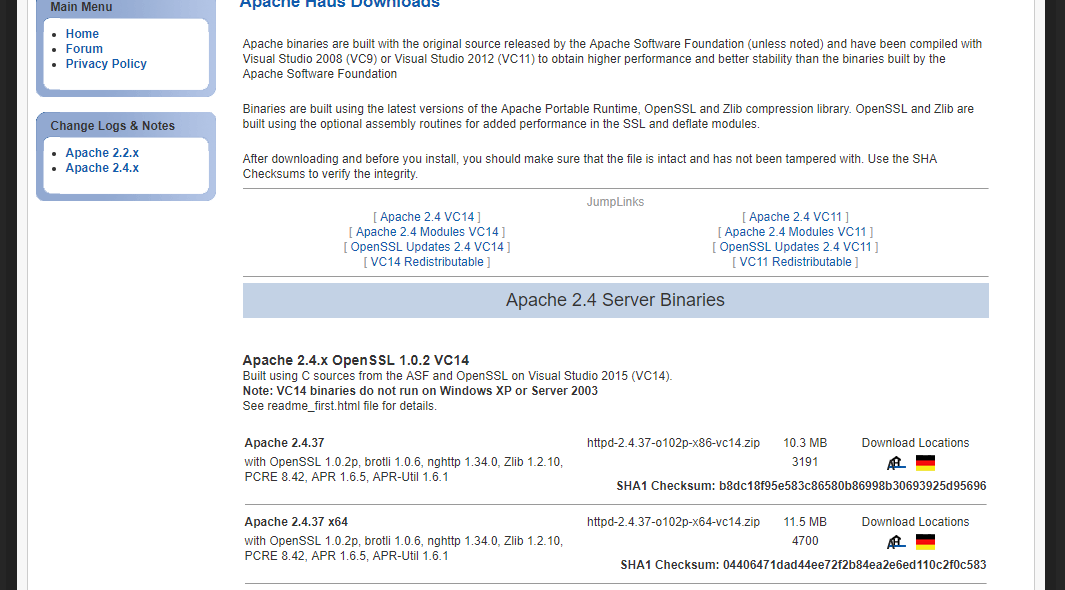 Apache Haus Downloads
Main Menu
Home
Forum
Privacy Policy
Change Logs & Notes
Apache 2.2.x
Apache 2.4.x
Apache binaries are built with the original source released by the Apache Software Foundation (unless noted) and have been compiled with
Visual Studio 2008 (VC9) or Visual Studio 2012 (VC11) to obtain higher performance and better stability than the binaries built by the
Apache Software Foundation
Binaries are built using the latest versions of the Apache Portable Runtime, OpenSSL and Zlib compression library. OpenSSL and Zlib are
built using the optional assembly routines for added performance in the SSL and deflate modules.
After downloading and before you install, you should make sure that the file is intact and has not been tampered with. Use the SHA
Checksums to verify the integrity.
JumpLinks
[ Apache 2.4 VC14 ] [ Apache 2.4 VC11 ]
[ Apache 2.4 Modules VC14 ] [ Apache 2.4 Modules VC11 ]
[ OpenSSL Updates 2.4 VC14 ] [ OpenSSL Updates 2.4 VC11 ]
[ VC14 Redistributable ] [ VC11 Redistributable ]
Apache 2.4 Server Binaries
Apache 2.4.x OpenSSL 1.0.2 VC14
Built using C sources from the ASF and OpenSSL on Visual Studio 2015 (VC14).
Note: VC14 binaries do not run on Windows XP or Server 2003
See readme_first.html file for details.
Apache 2.4.37 httpd-2.4.37-o102p-x86-vc14.zip 10.3 MB Download Locations
with OpenSSL 1.0.2p, brotli 1.0.6, nghttp 1.34.0, Zlib 1.2.10, 3191
PCRE 8.42, APR 1.6.5, APR-Util 1.6.1
SHA1 Checksum: b8dc18f95e583c86580b86998b30693925d95696
Apache 2.4.37 x64 httpd-2.4.37-o102p-x64-vc14.zip 11.5 MB Download Locations
with OpenSSL 1.0.2p, brotli 1.0.6, nghttp 1.34.0, Zlib 1.2.10, 4700
PCRE 8.42, APR 1.6.5, APR-Util 1.6.1
SHA1 Checksum: 04406471dad44ee72f2b84ea2e6ed110c2f0c583